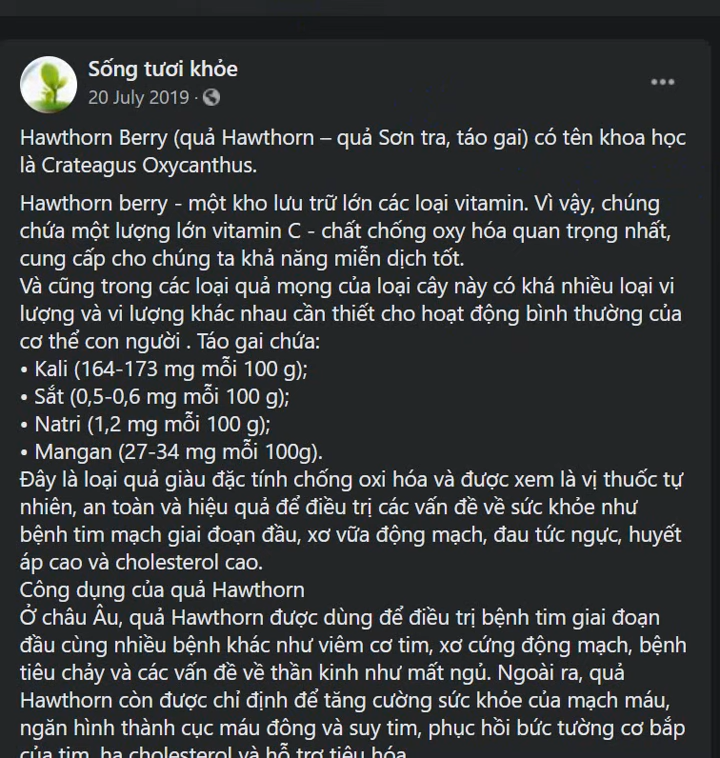 Sống tươi khỏe
20 July 2019 ·
Hawthorn Berry (quả Hawthorn – quả Sơn tra, táo gai) có tên khoa học
là Crateagus Oxycanthus.
Hawthorn berry - một kho lưu trữ lớn các loại vitamin. Vì vậy, chúng
chứa một lượng lớn vitamin C - chất chống oxy hóa quan trọng nhất,
cung cấp cho chúng ta khả năng miễn dịch tốt.
Và cũng trong các loại quả mọng của loại cây này có khá nhiều loại vi
lượng và vi lượng khác nhau cần thiết cho hoạt động bình thường của
cơ thể con người . Táo gai chứa:
• Kali (164-173 mg mỗi 100 g);
• Sắt (0,5-0,6 mg mỗi 100 g);
• Natri (1,2 mg mỗi 100 g);
• Mangan (27-34 mg mỗi 100g).
Đây là loại quả giàu đặc tính chống oxi hóa và được xem là vị thuốc tự
nhiên, an toàn và hiệu quả để điều trị các vấn đề về sức khỏe như
bệnh tim mạch giai đoạn đầu, xơ vữa động mạch, đau tức ngực, huyết
áp cao và cholesterol cao.
Công dụng của quả Hawthorn
Ở châu Âu, quả Hawthorn được dùng để điều trị bệnh tim giai đoạn
đầu cùng nhiều bệnh khác như viêm cơ tim, xơ cứng động mạch, bệnh
tiêu chảy và các vấn đề về thần kinh như mất ngủ. Ngoài ra, quả
Hawthorn còn được chỉ định để tăng cường sức khỏe của mạch máu,
ngăn hình thành cục máu đông và suy tim, phục hồi bức tường cơ bắp
của tim, hạ cholesterol và hỗ trợ tiêu hóa.